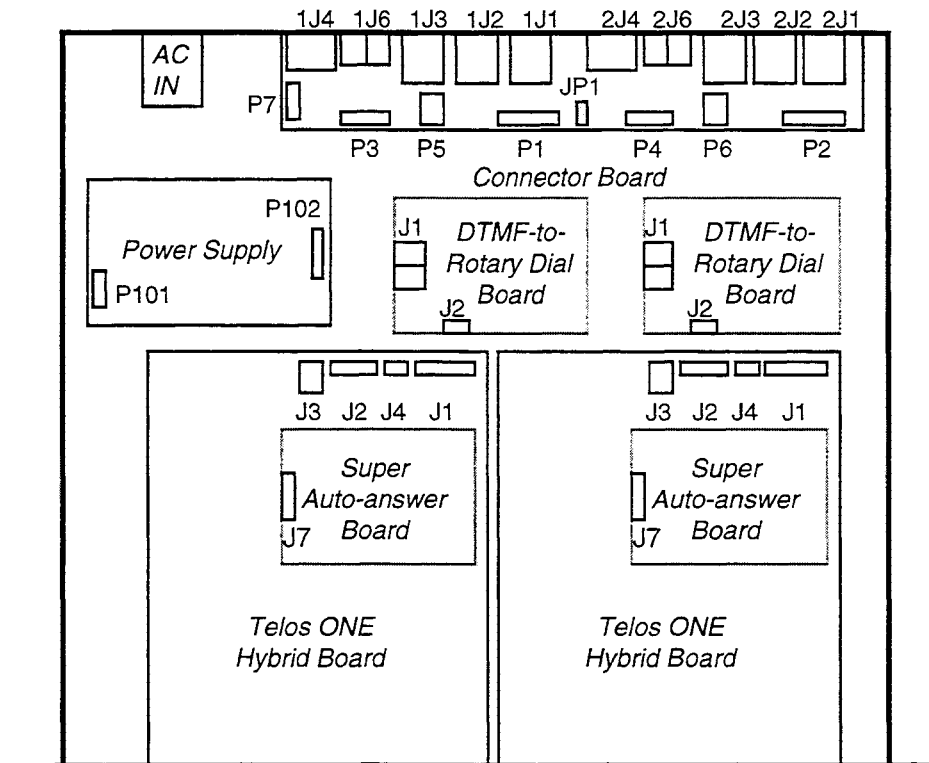 1J4 1J6 1J3 1J2 1J1 2J4 2J6 2J3 2J2 2J1
AC
IN
P7
JP1
P3 P5 P1 P4 P6 P2
Connector Board
P102
Power Supply
P101
J1
DTMF-to-
Rotary Dial
Board
J2
J1
DTMF-to-
Rotary Dial
Board
J2
J3 J2 J4 J1
Super
Auto-answer
Board
J7
Telos ONE
Hybrid Board
J3 J2 J4 J1
Super
Auto-answer
Board
J7
Telos ONE
Hybrid Board